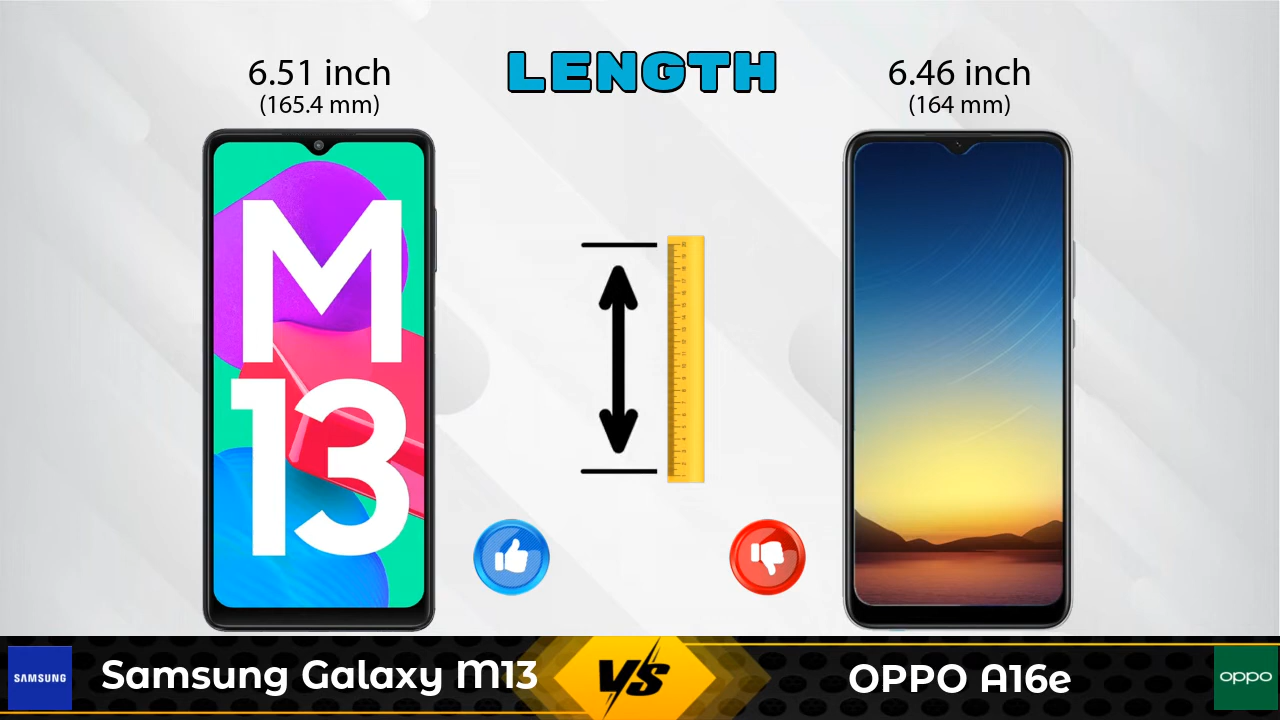 LENGTH
6.51 inch
(165.4 mm)
6.46 inch
(164 mm)
M
13
SAMSUNG
Samsung Galaxy M13
VS
OPPO A16e
oppo